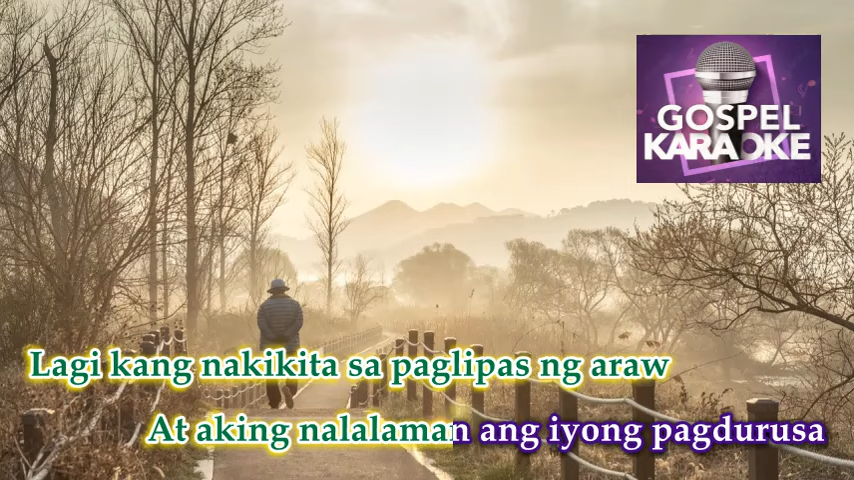 GOSPEL
KARAOKE
Lagi kang nakikita sa paglipas ng araw
At aking nalalaman ang iyong pagdurusa